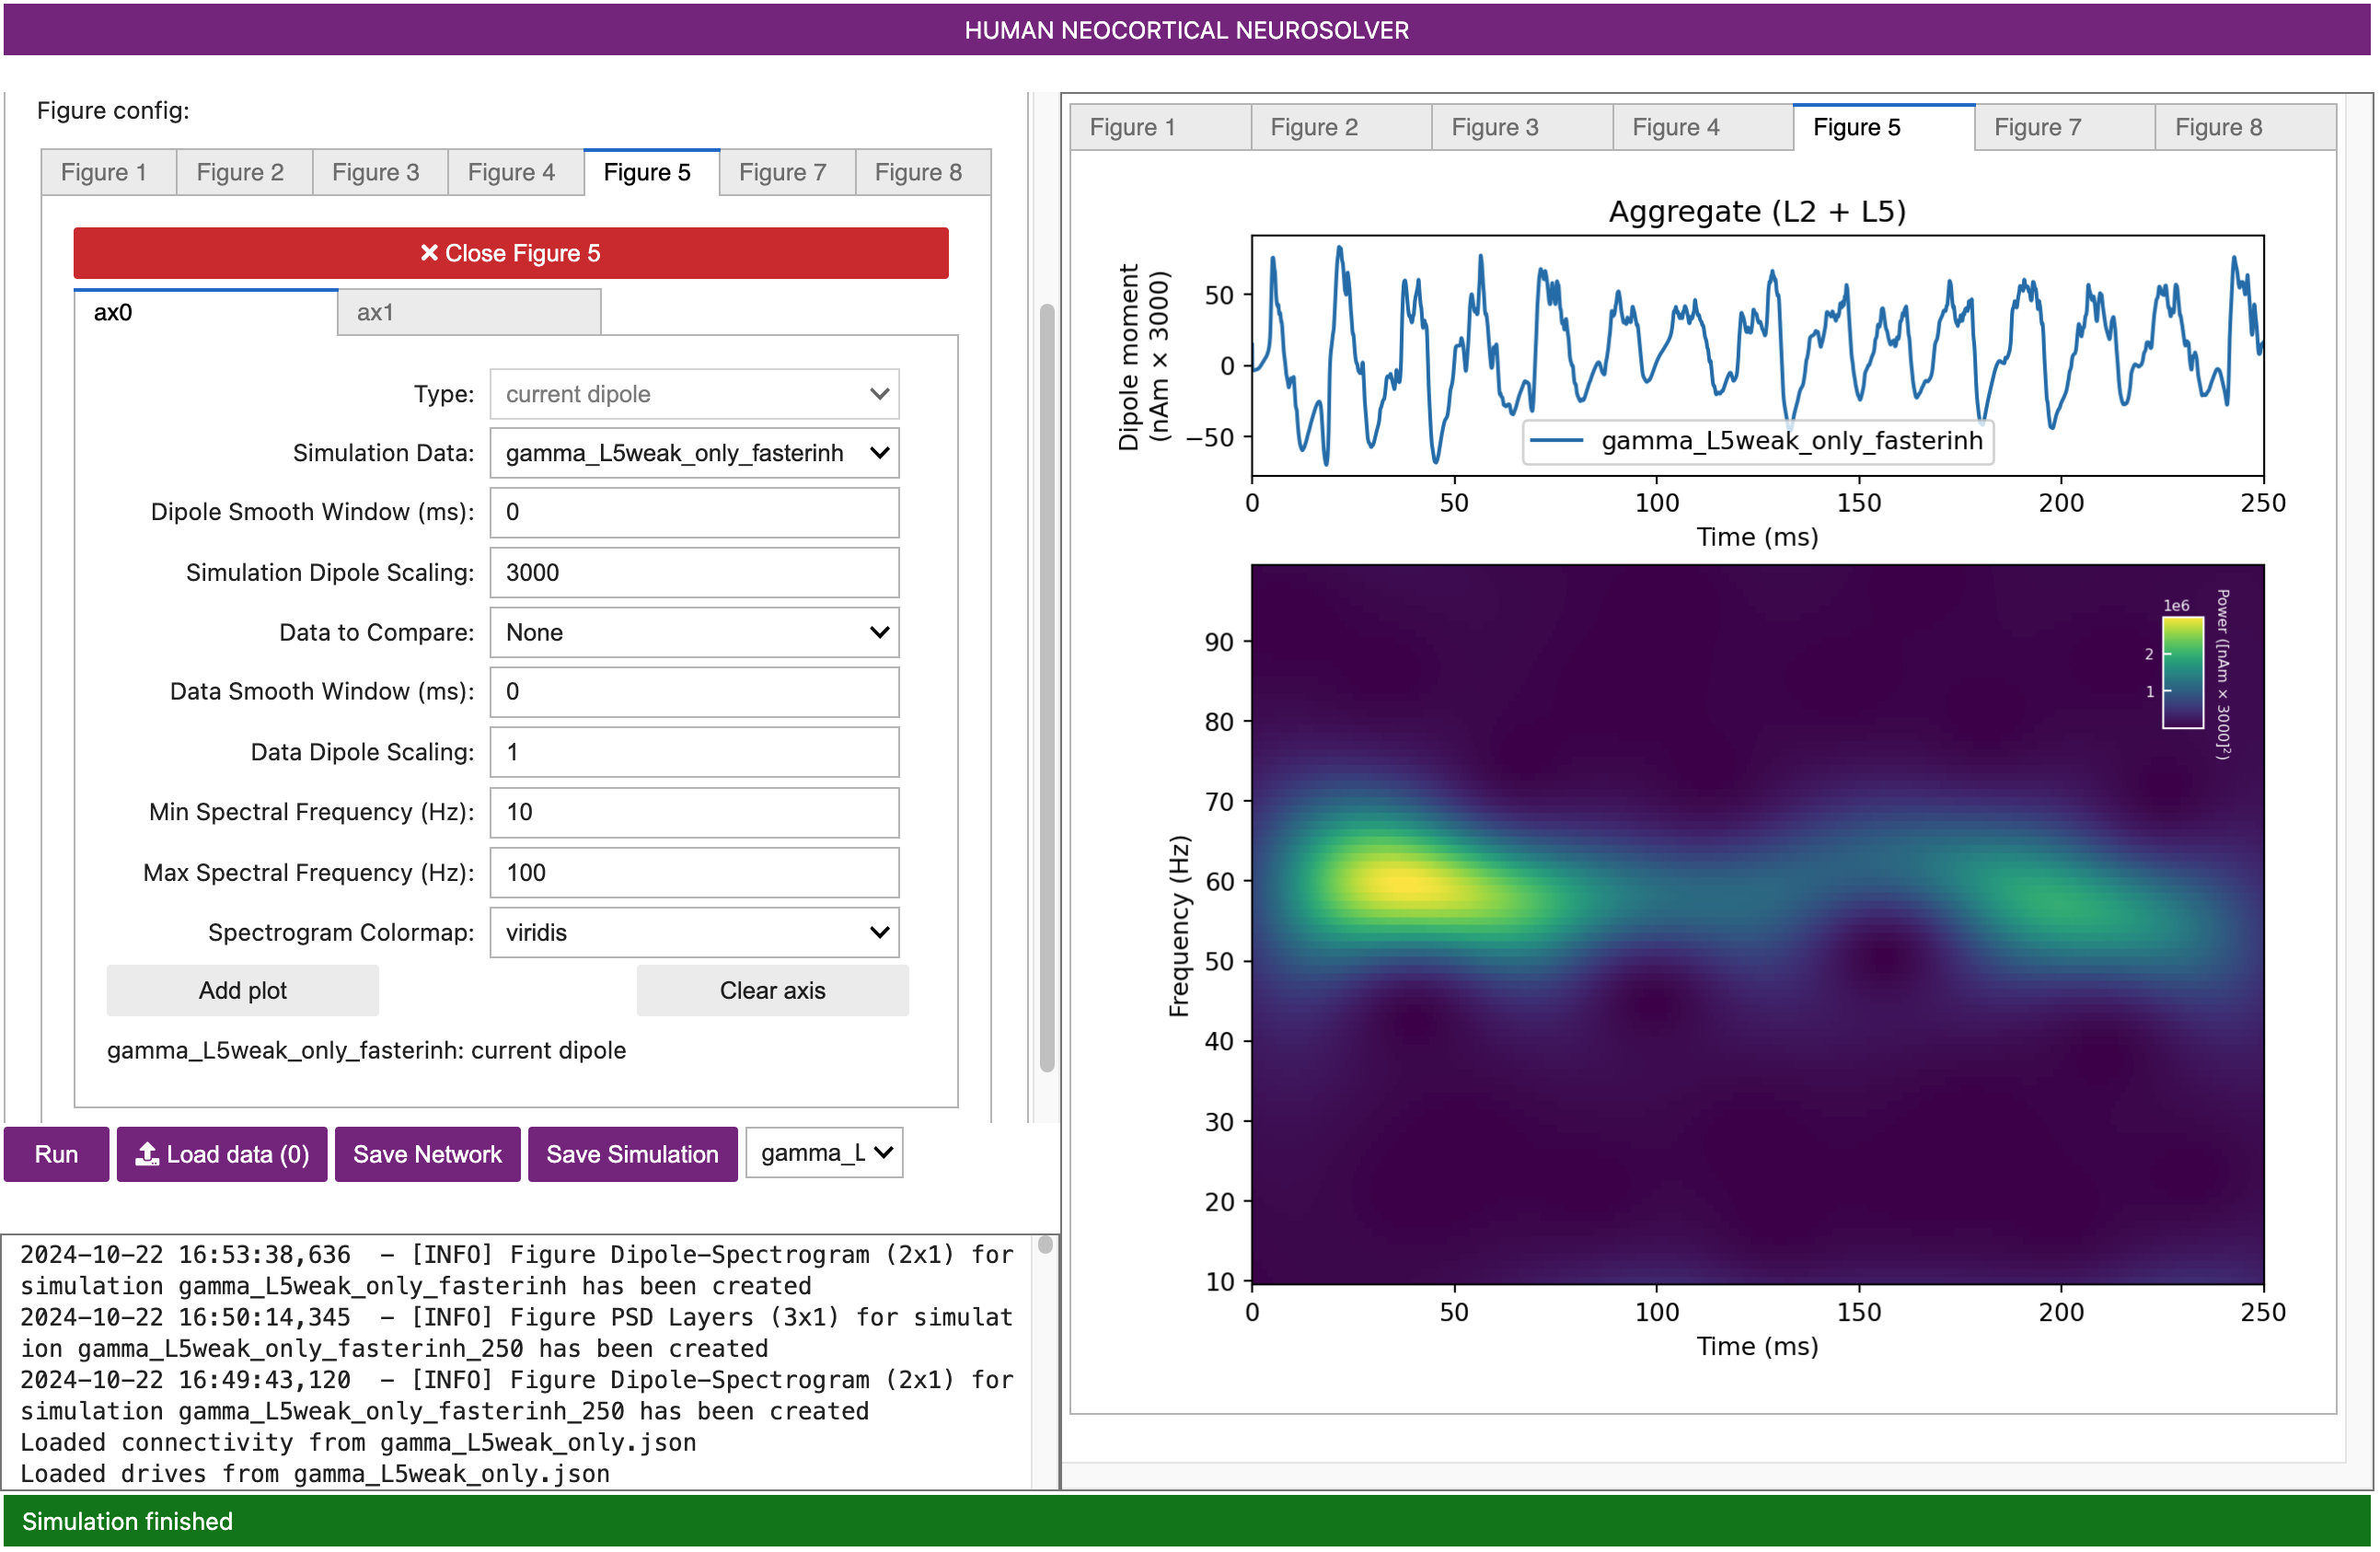 HUMAN NEOCORTICAL NEUROSOLVER
Figure config:
Figure 1 Figure 2 Figure 3 Figure 4 Figure 5 Figure 7 Figure 8
Close Figure 5
ax0 ax1
Type: current dipole
Simulation Data: gamma_L5weak_only_fasterinh
Dipole Smooth Window (ms): 0
Simulation Dipole Scaling: 3000
Data to Compare: None
Data Smooth Window (ms): 0
Data Dipole Scaling: 1
Min Spectral Frequency (Hz): 10
Max Spectral Frequency (Hz): 100
Spectrogram Colormap: viridis
Add plot Clear axis
gamma_L5weak_only_fasterinh: current dipole
Run Load data (0) Save Network Save Simulation gamma_L
2024-10-22 16:53:38,636 - [INFO] Figure Dipole-Spectrogram (2x1) for
simulation gamma_L5weak_only_fasterinh has been created
2024-10-22 16:50:14,345 - [INFO] Figure PSD Layers (3x1) for simulat
ion gamma_L5weak_only_fasterinh_250 has been created
2024-10-22 16:49:43,120 - [INFO] Figure Dipole-Spectrogram (2x1) for
simulation gamma_L5weak_only_fasterinh_250 has been created
Loaded connectivity from gamma_L5weak_only.json
Loaded drives from gamma_L5weak_only.json
Figure 1 Figure 2 Figure 3 Figure 4 Figure 5 Figure 7 Figure 8
Aggregate (L2 + L5)
Dipole moment
(nAm × 3000)
50
0
−50
gamma_L5weak_only_fasterinh
0 50 100 150 200 250
Time (ms)
1e6
2
1
Power ([nAm × 3000]²)
Frequency (Hz)
90
80
70
60
50
40
30
20
10
0 50 100 150 200 250
Time (ms)
Simulation finished